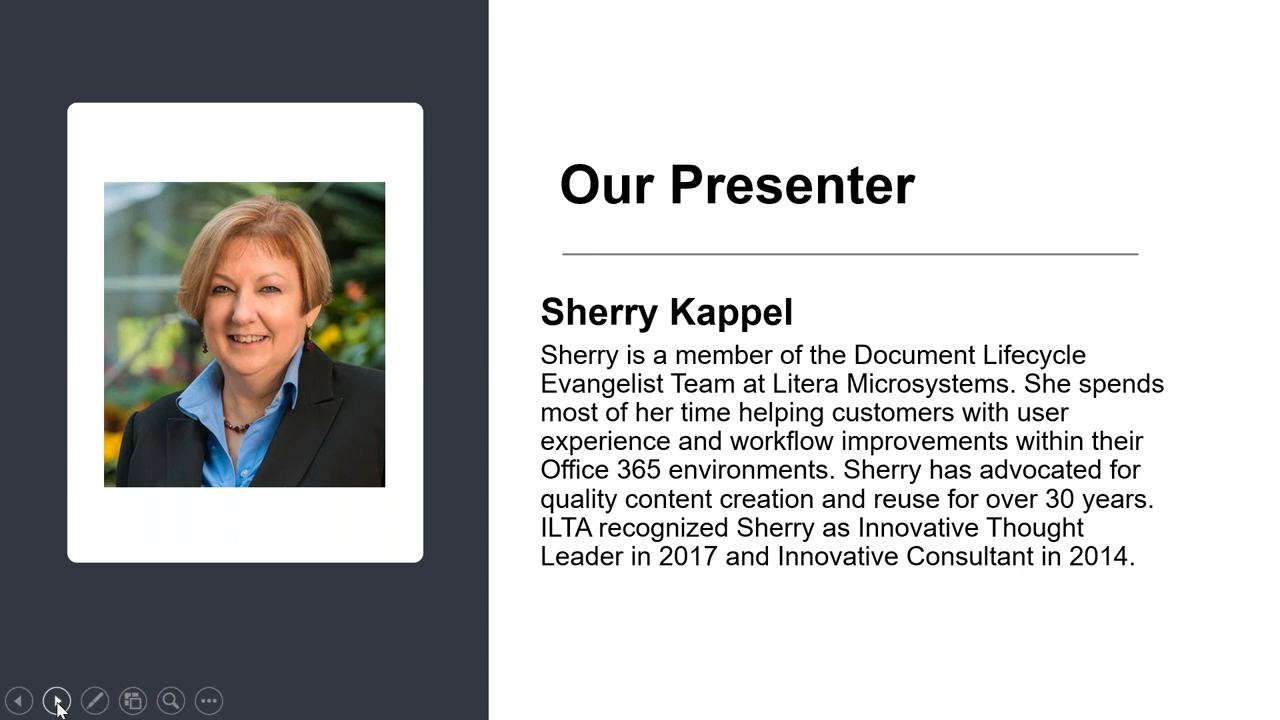 Our Presenter
Sherry Kappel
Sherry is a member of the Document Lifecycle
Evangelist Team at Litera Microsystems. She spends
most of her time helping customers with user
experience and workflow improvements within their
Office 365 environments. Sherry has advocated for
quality content creation and reuse for over 30 years.
ILTA recognized Sherry as Innovative Thought
Leader in 2017 and Innovative Consultant in 2014.